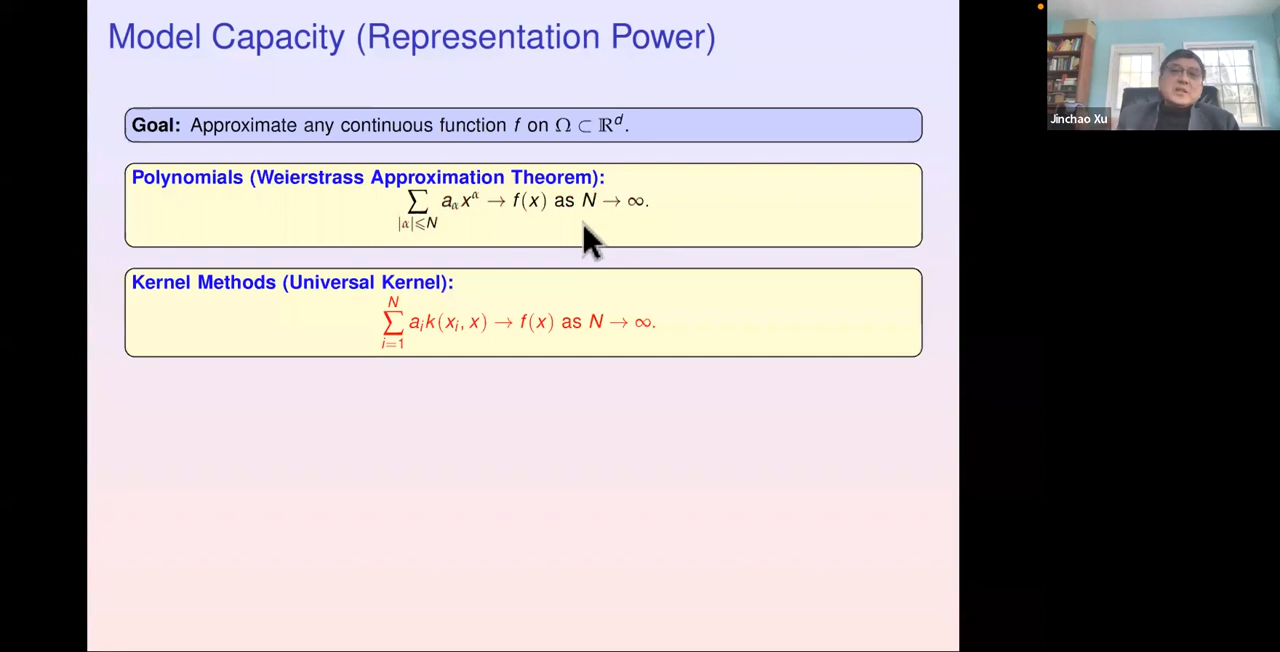 Model Capacity (Representation Power)
Goal: Approximate any continuous function f on Ω ⊂ ℝᵈ.
Polynomials (Weierstrass Approximation Theorem):
∑_{|α|⩽N} a_α x^α → f(x) as N → ∞.
Kernel Methods (Universal Kernel):
∑_{i=1}^{N} a_i k(x_i, x) → f(x) as N → ∞.
Jinchao Xu